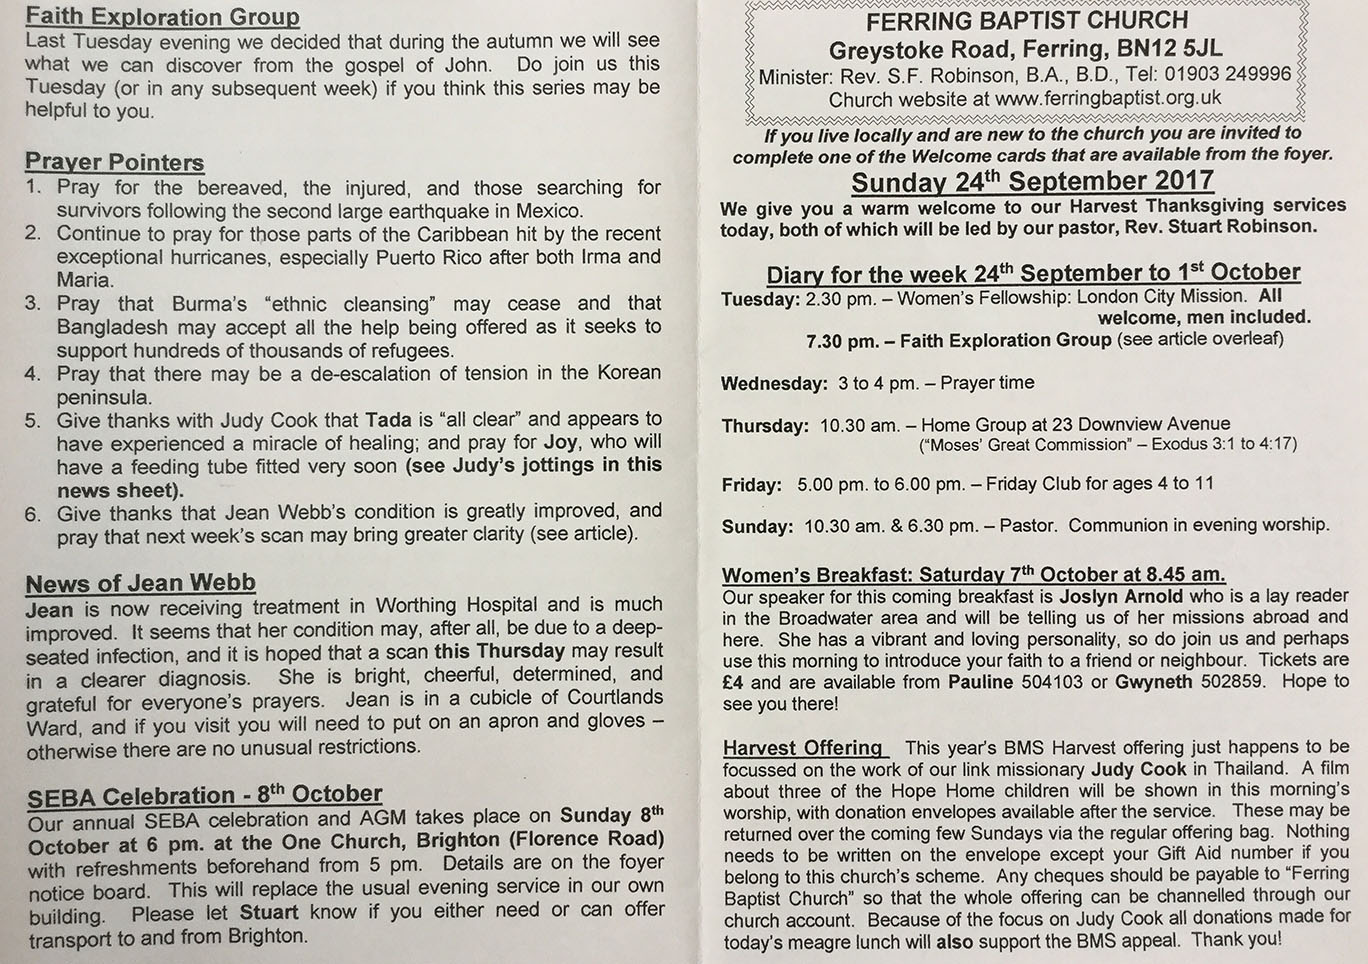 Faith Exploration Group
Last Tuesday evening we decided that during the autumn we will see
what we can discover from the gospel of John. Do join us this
Tuesday (or in any subsequent week) if you think this series may be
helpful to you.
Prayer Pointers
1. Pray for the bereaved, the injured, and those searching for
survivors following the second large earthquake in Mexico.
2. Continue to pray for those parts of the Caribbean hit by the recent
exceptional hurricanes, especially Puerto Rico after both Irma and
Maria.
3. Pray that Burma's “ethnic cleansing” may cease and that
Bangladesh may accept all the help being offered as it seeks to
support hundreds of thousands of refugees.
4. Pray that there may be a de-escalation of tension in the Korean
peninsula.
5. Give thanks with Judy Cook that Tada is “all clear” and appears to
have experienced a miracle of healing; and pray for Joy, who will
have a feeding tube fitted very soon (see Judy's jottings in this
news sheet).
6. Give thanks that Jean Webb's condition is greatly improved, and
pray that next week's scan may bring greater clarity (see article).
News of Jean Webb
Jean is now receiving treatment in Worthing Hospital and is much
improved. It seems that her condition may, after all, be due to a deep-
seated infection, and it is hoped that a scan this Thursday may result
in a clearer diagnosis. She is bright, cheerful, determined, and
grateful for everyone's prayers. Jean is in a cubicle of Courtlands
Ward, and if you visit you will need to put on an apron and gloves –
otherwise there are no unusual restrictions.
SEBA Celebration - 8th October
Our annual SEBA celebration and AGM takes place on Sunday 8th
October at 6 pm. at the One Church, Brighton (Florence Road)
with refreshments beforehand from 5 pm. Details are on the foyer
notice board. This will replace the usual evening service in our own
building. Please let Stuart know if you either need or can offer
transport to and from Brighton.
FERRING BAPTIST CHURCH
Greystoke Road, Ferring, BN12 5JL
Minister: Rev. S.F. Robinson, B.A., B.D., Tel: 01903 249996
Church website at www.ferringbaptist.org.uk
If you live locally and are new to the church you are invited to
complete one of the Welcome cards that are available from the foyer.
Sunday 24th September 2017
We give you a warm welcome to our Harvest Thanksgiving services
today, both of which will be led by our pastor, Rev. Stuart Robinson.
Diary for the week 24th September to 1st October
Tuesday: 2.30 pm. – Women's Fellowship: London City Mission. All
welcome, men included.
7.30 pm. – Faith Exploration Group (see article overleaf)
Wednesday: 3 to 4 pm. – Prayer time
Thursday: 10.30 am. – Home Group at 23 Downview Avenue
(“Moses' Great Commission” – Exodus 3:1 to 4:17)
Friday: 5.00 pm. to 6.00 pm. – Friday Club for ages 4 to 11
Sunday: 10.30 am. & 6.30 pm. – Pastor. Communion in evening worship.
Women's Breakfast: Saturday 7th October at 8.45 am.
Our speaker for this coming breakfast is Joslyn Arnold who is a lay reader
in the Broadwater area and will be telling us of her missions abroad and
here. She has a vibrant and loving personality, so do join us and perhaps
use this morning to introduce your faith to a friend or neighbour. Tickets are
£4 and are available from Pauline 504103 or Gwyneth 502859. Hope to
see you there!
Harvest Offering This year's BMS Harvest offering just happens to be
focussed on the work of our link missionary Judy Cook in Thailand. A film
about three of the Hope Home children will be shown in this morning's
worship, with donation envelopes available after the service. These may be
returned over the coming few Sundays via the regular offering bag. Nothing
needs to be written on the envelope except your Gift Aid number if you
belong to this church's scheme. Any cheques should be payable to “Ferring
Baptist Church” so that the whole offering can be channelled through our
church account. Because of the focus on Judy Cook all donations made for
today's meagre lunch will also support the BMS appeal. Thank you!